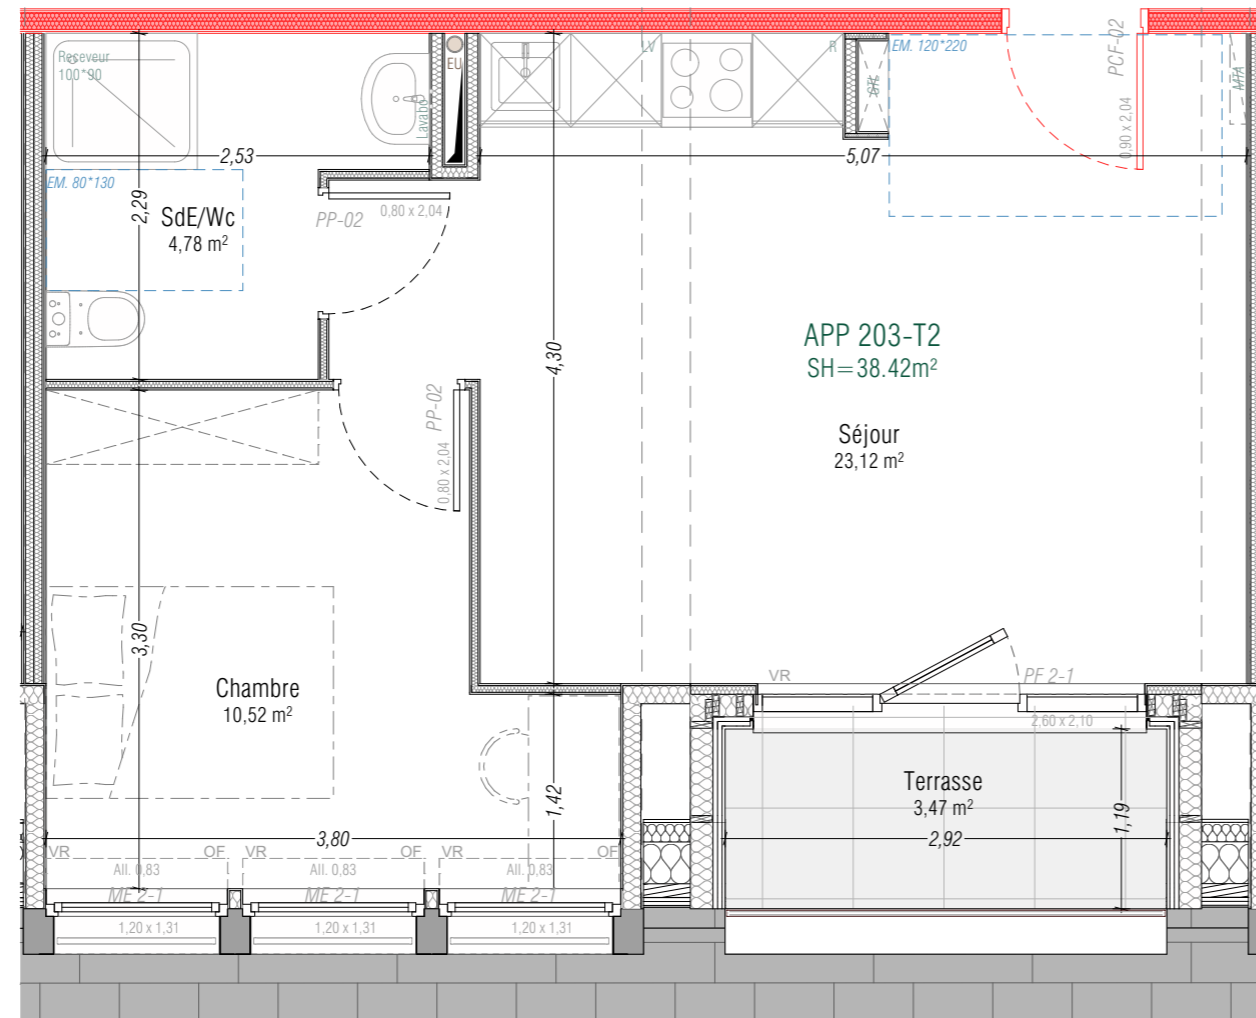 Receveur
100*90
Lavabo
EU
LV
R
GTL
EM. 120*220
PCF-02
0,90 x 2,04
MTA
2,53
5,07
EM. 80*130
2,29
SdE/Wc
4,78 m²
PP-02
0,80 x 2,04
4,30
APP 203-T2
SH=38.42m²
PP-02
0,80 x 2,04
Séjour
23,12 m²
3,30
Chambre
10,52 m²
VR
PF 2-1
2,60 x 2,10
Terrasse
3,47 m²
1,42
1,19
3,80
2,92
VR
OF
VR
OF
VR
OF
All. 0,83
All. 0,83
All. 0,83
ME 2-1
ME 2-1
ME 2-1
1,20 x 1,31
1,20 x 1,31
1,20 x 1,31